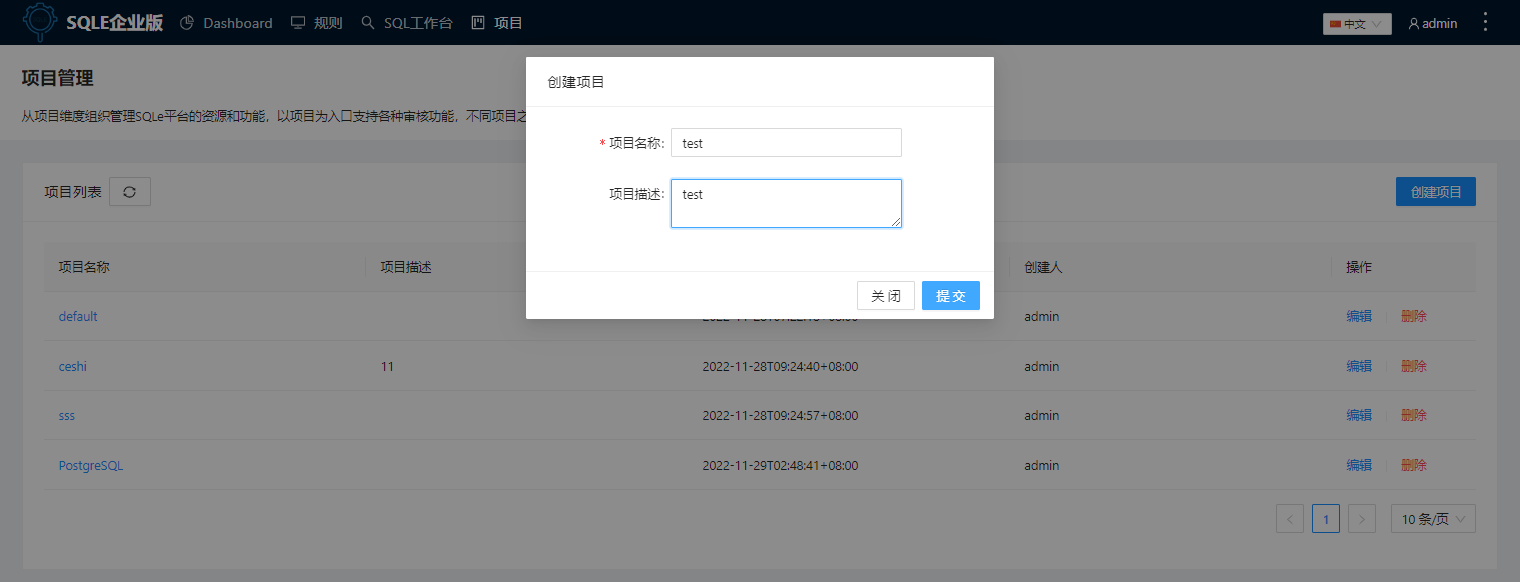 SQLE企业版 Dashboard 规则 SQL工作台 项目 中文 admin
项目管理
从项目维度组织管理SQLe平台的资源和功能，以项目为入口支持各种审核功能，不同项目之
创建项目
* 项目名称: test
项目描述: test
关 闭 提 交
项目列表 创建项目
项目名称 项目描述 创建人 操作
default admin 编辑 删除
ceshi 11 2022-11-28T09:24:40+08:00 admin 编辑 删除
sss 2022-11-28T09:24:57+08:00 admin 编辑 删除
PostgreSQL 2022-11-29T02:48:41+08:00 admin 编辑 删除
1 10 条/页